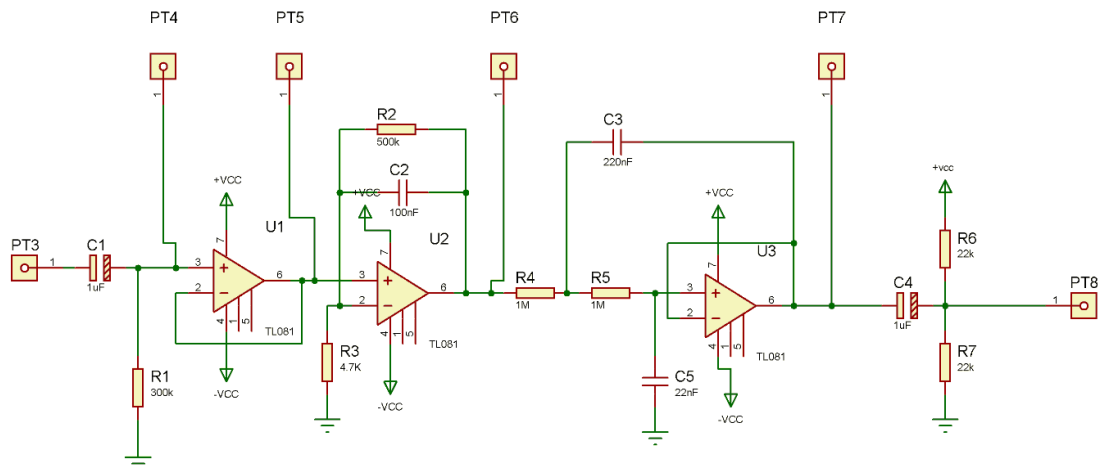 PT4
PT5
PT6
PT7
1
1
1
1
R2
500k
C3
220nF
C2
100nF
+VCC
+VCC
+VCC
+vcc
U1
U2
U3
PT3
1
C1
1uF
7
3
+
2
−
6
4
1
5
TL081
-VCC
7
3
+
2
−
6
4
1
5
TL081
-VCC
R4
1M
R5
1M
7
3
+
2
−
6
4
1
5
TL081
-VCC
C4
1uF
R6
22k
1
PT8
R1
300k
R3
4.7K
C5
22nF
R7
22k